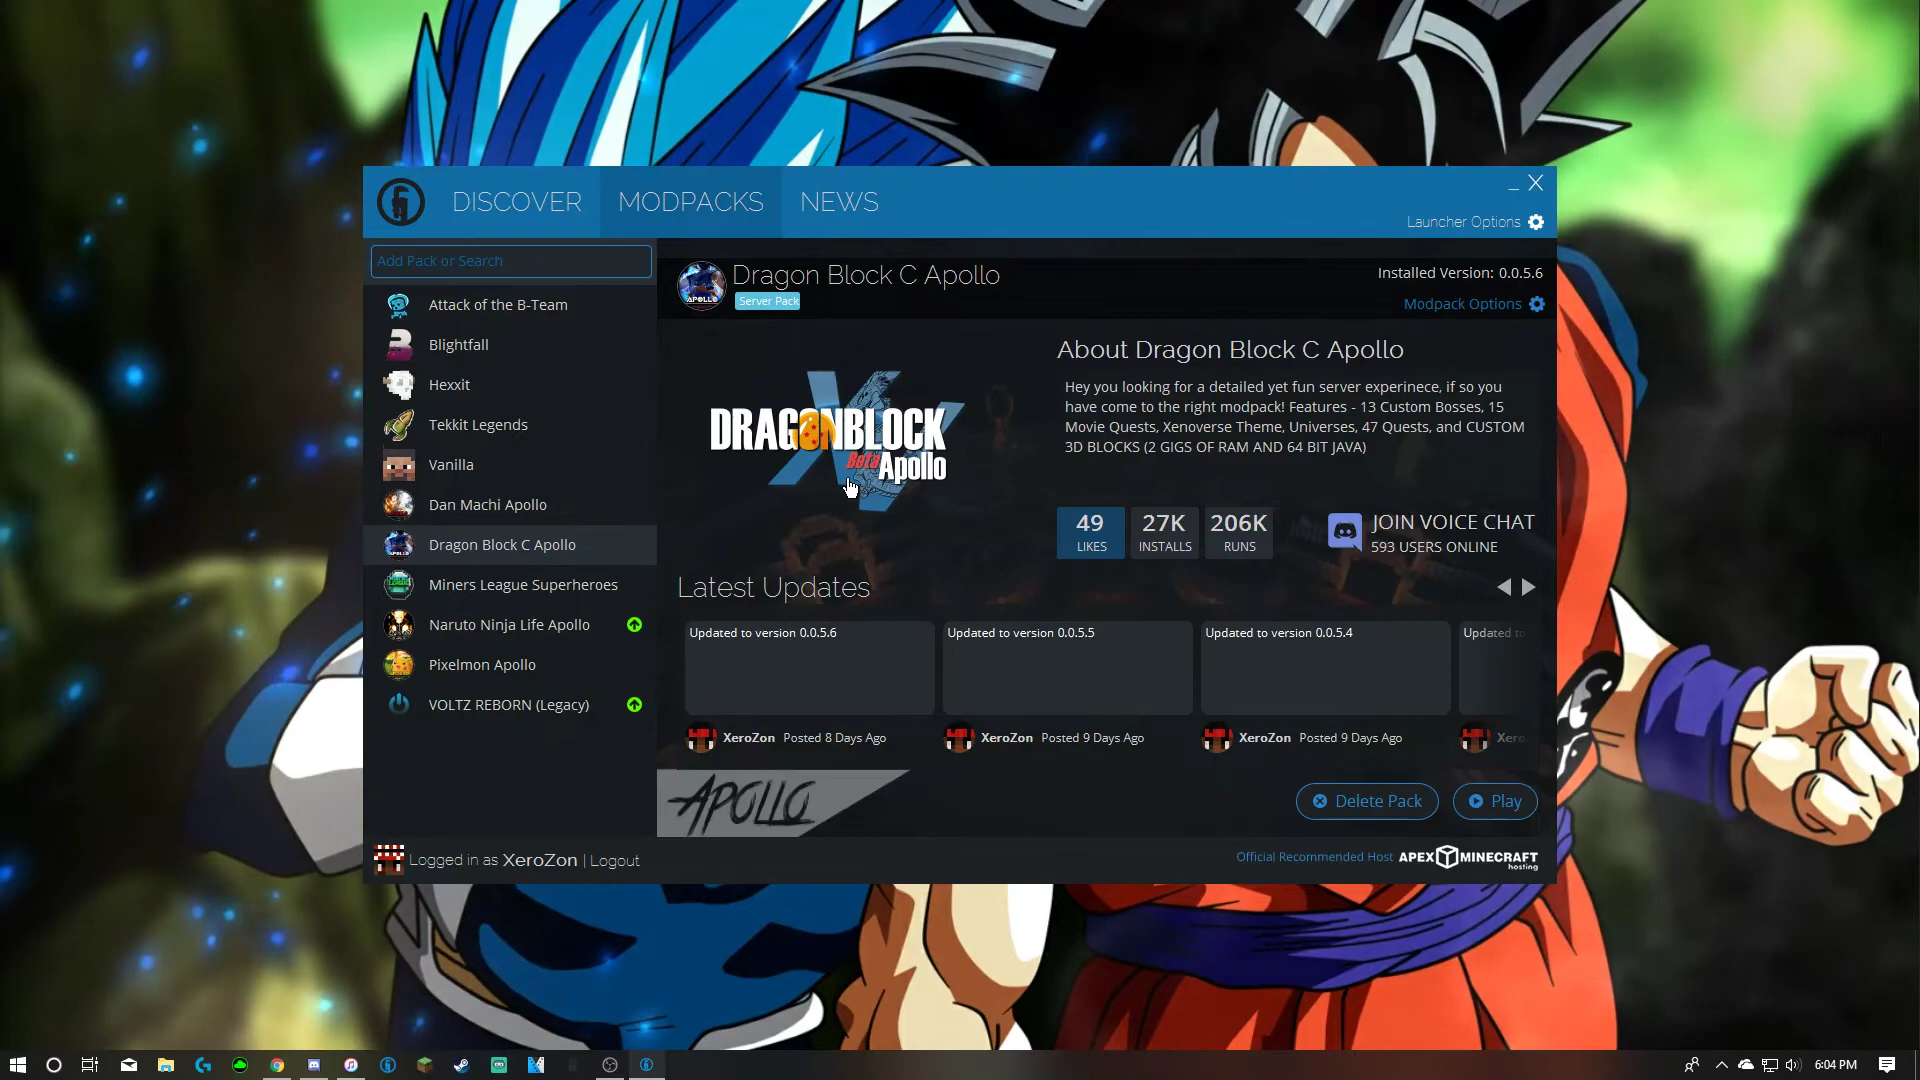 DISCOVER
MODPACKS
NEWS
Launcher Options
Add Pack or Search
Attack of the B-Team
Blightfall
Hexxit
Tekkit Legends
Vanilla
Dan Machi Apollo
Dragon Block C Apollo
Miners League Superheroes
Naruto Ninja Life Apollo
Pixelmon Apollo
VOLTZ REBORN (Legacy)
Logged in as XeroZon | Logout
APOLLO
Dragon Block C Apollo
Server Pack
Installed Version: 0.0.5.6
Modpack Options
DRAGONBLOCK
XV
Beta Apollo
About Dragon Block C Apollo
Hey you looking for a detailed yet fun server experinece, if so you
have come to the right modpack! Features - 13 Custom Bosses, 15
Movie Quests, Xenoverse Theme, Universes, 47 Quests, and CUSTOM
3D BLOCKS (2 GIGS OF RAM AND 64 BIT JAVA)
49
LIKES
27K
INSTALLS
206K
RUNS
JOIN VOICE CHAT
593 USERS ONLINE
Latest Updates
Updated to version 0.0.5.6
XeroZon Posted 8 Days Ago
Updated to version 0.0.5.5
XeroZon Posted 9 Days Ago
Updated to version 0.0.5.4
XeroZon Posted 9 Days Ago
Updated to
Xero
APOLLO
Delete Pack
Play
Official Recommended Host APEX MINECRAFT
hosting
6:04 PM